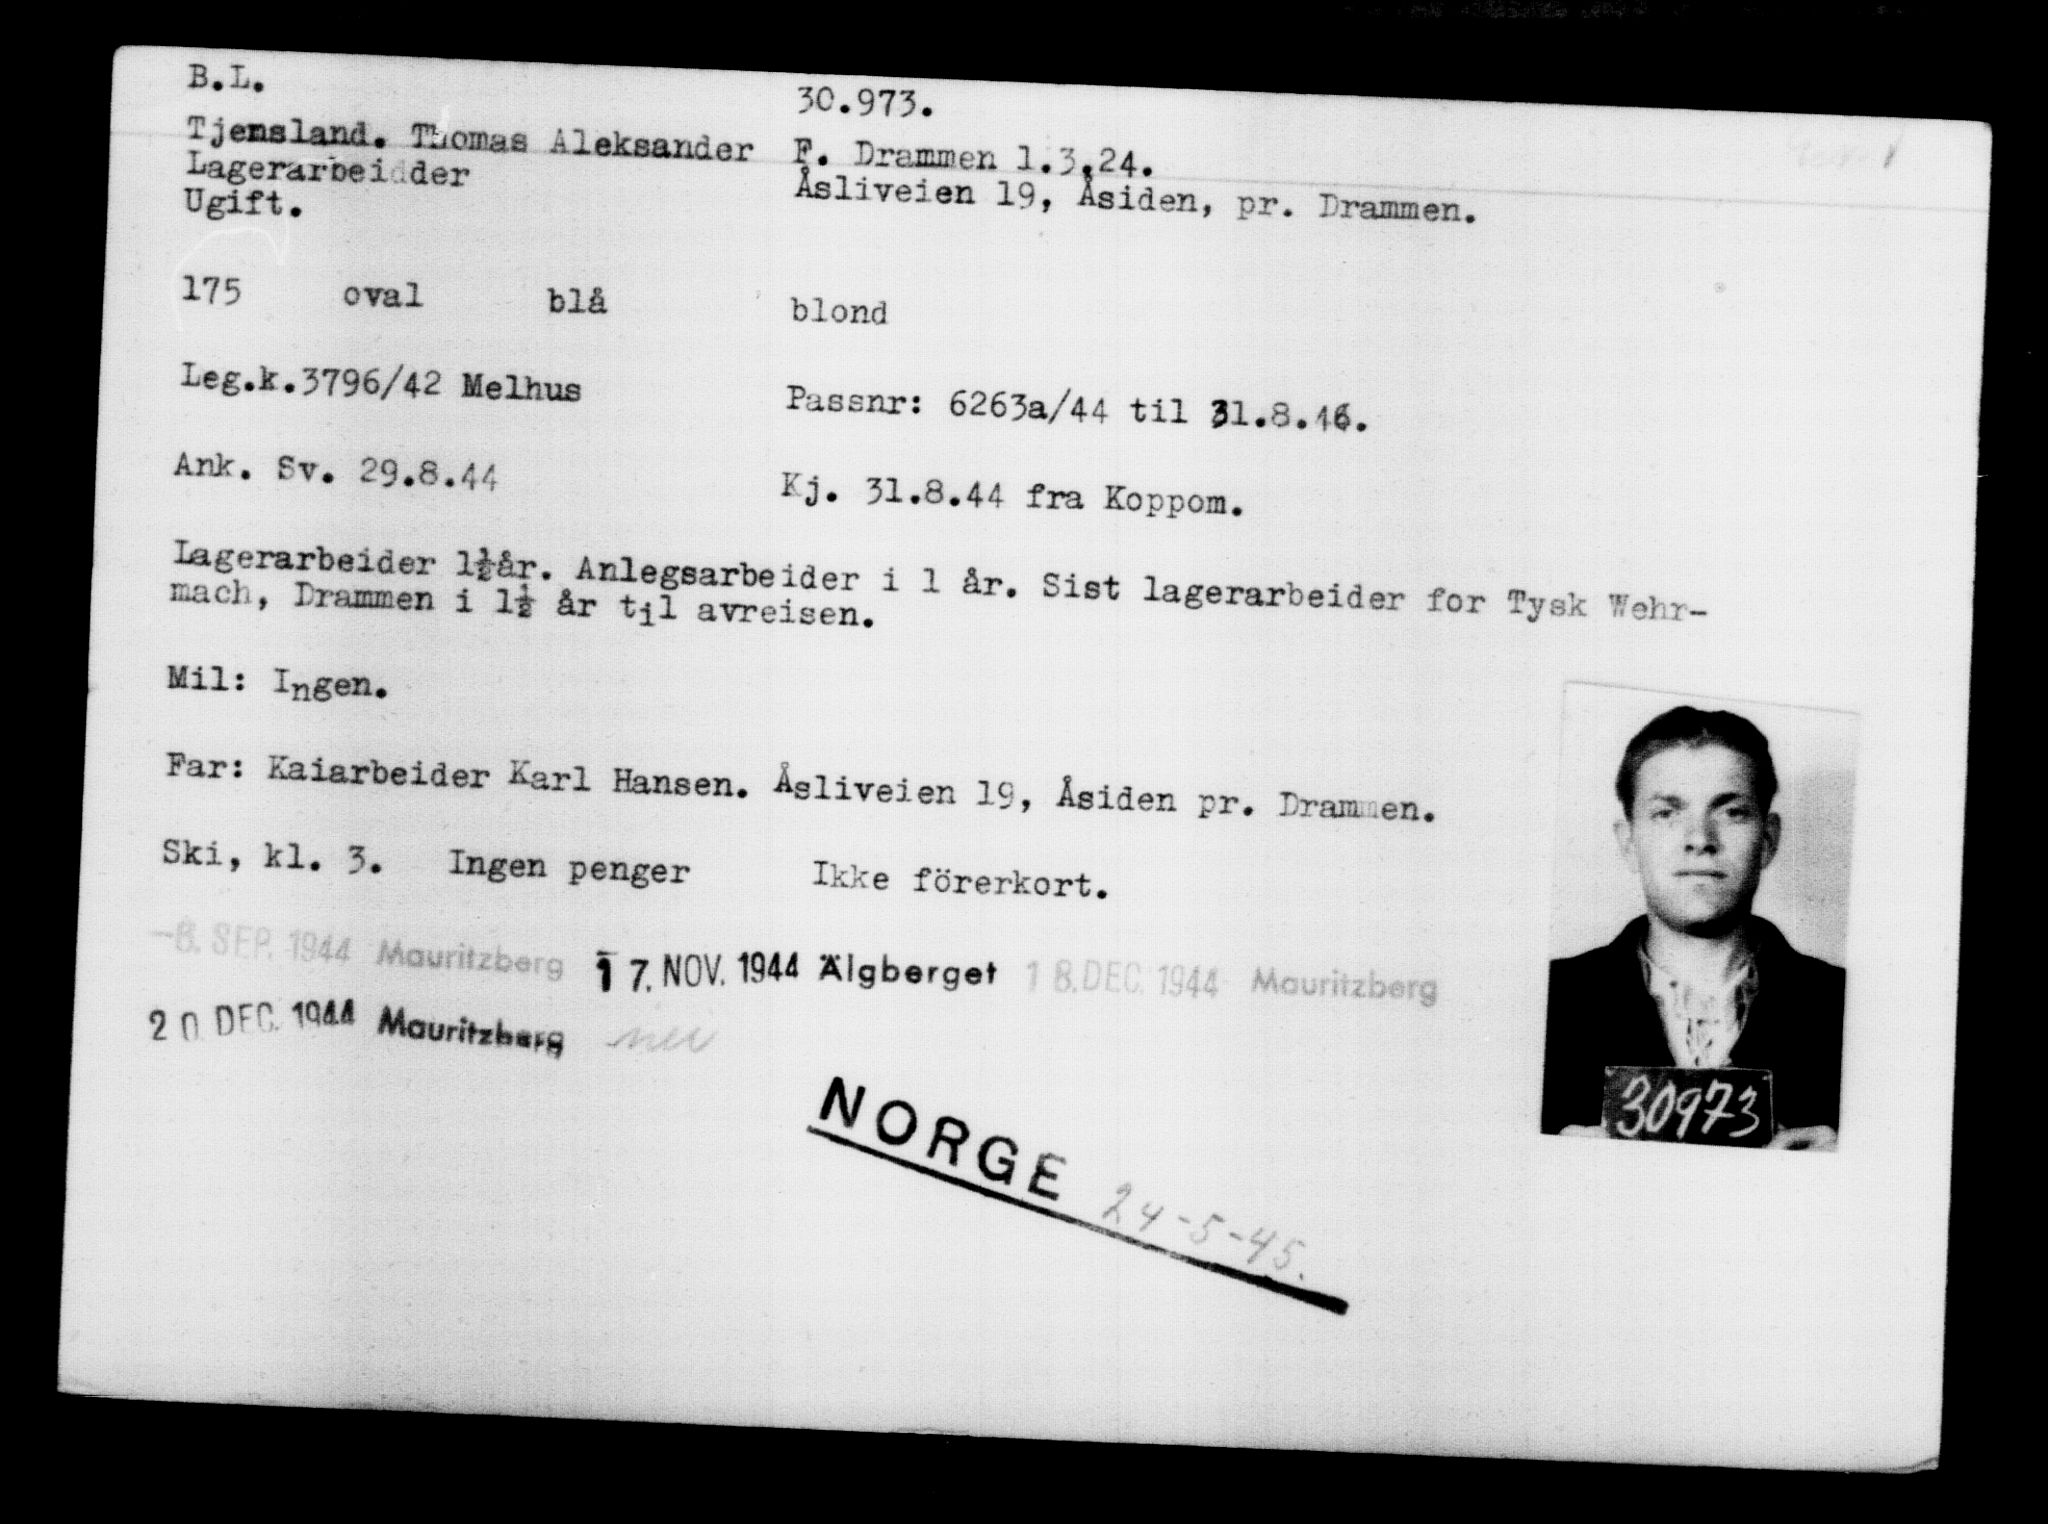 B.L.
30.973.
Tjensland. Thomas Aleksander F. Drammen 1.3.24.
Lagerarbeidder Åsliveien 19, Åsiden, pr. Drammen.
Ugift.
175 oval blå blond
Leg.k.3796/42 Melhus Passnr: 6263a/44 til 31.8.46.
Ank. Sv. 29.8.44 Kj. 31.8.44 fra Koppom.
Lagerarbeider 1½år. Anlegsarbeider i 1 år. Sist lagerarbeider for Tysk Wehr-
mach, Drammen i 1½ år til avreisen.
Mil: Ingen.
Far: Kaiarbeider Karl Hansen. Åsliveien 19, Åsiden pr. Drammen.
Ski, kl. 3. Ingen penger Ikke förerkort.
-8. SEP. 1944 Mauritzberg 17. NOV. 1944 Älgberget 18. DEC. 1944 Mauritzberg
20 DEC. 1944 Mauritzberg
NORGE 24-5-45.
30973